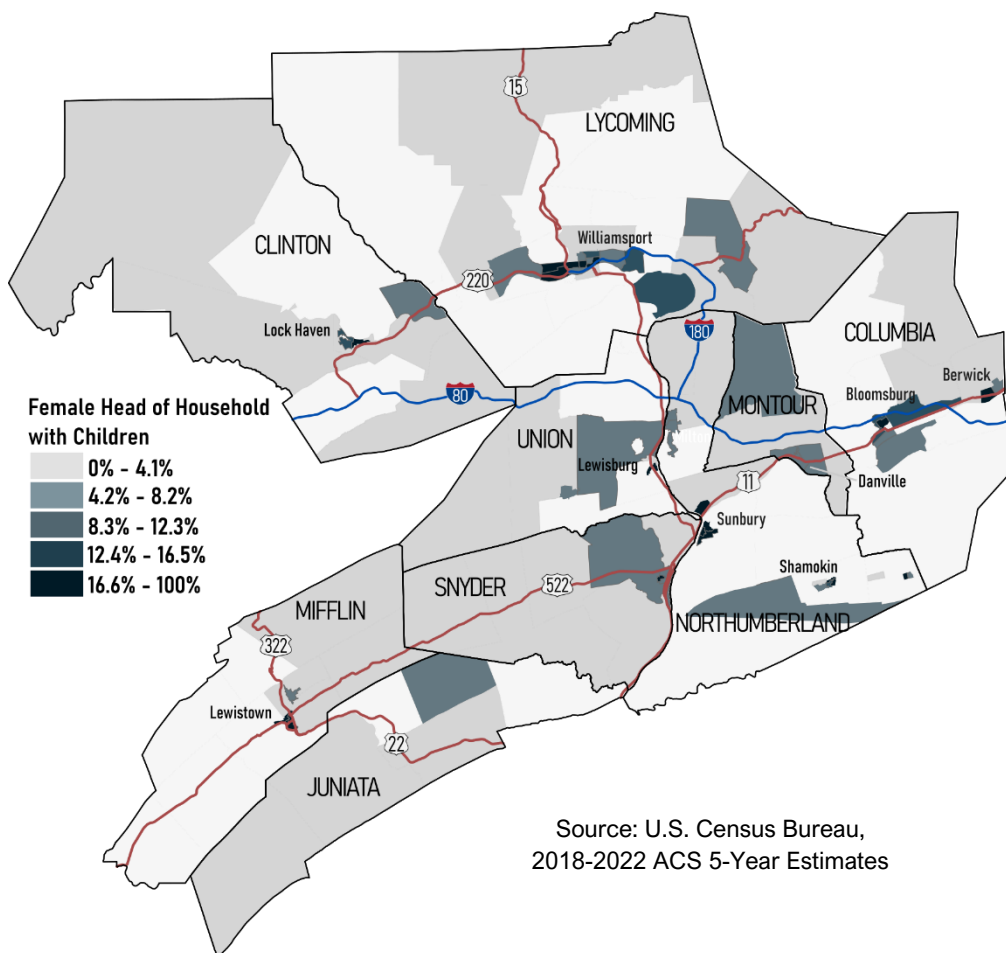 15
LYCOMING
Williamsport
CLINTON
220
Lock Haven
180
COLUMBIA
80
Berwick
Bloomsburg
MONTOUR
Female Head of Household
with Children
0% - 4.1%
4.2% - 8.2%
8.3% - 12.3%
12.4% - 16.5%
16.6% - 100%
UNION
Lewisburg
11
Danville
Sunbury
Shamokin
SNYDER
522
MIFFLIN
NORTHUMBERLAND
322
Lewistown
22
JUNIATA
Source: U.S. Census Bureau,
2018-2022 ACS 5-Year Estimates